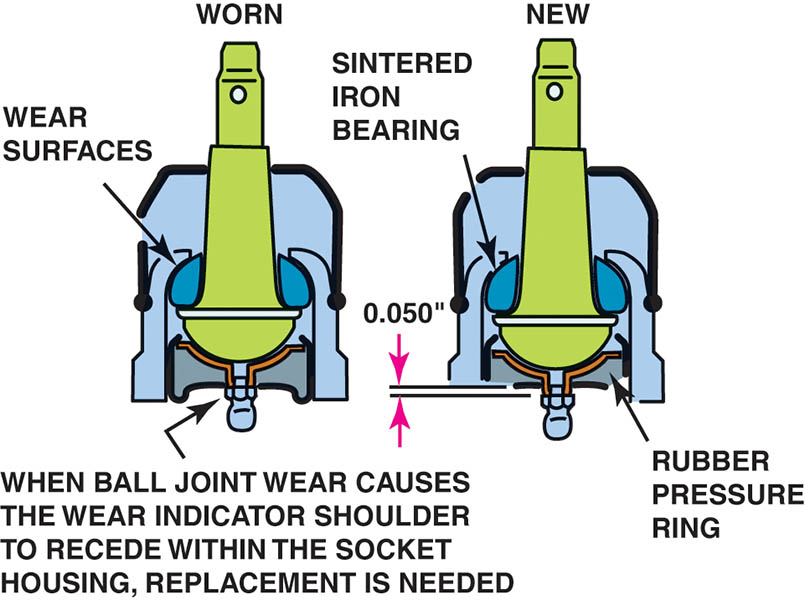 WORN
NEW
WEAR
SURFACES
SINTERED
IRON
BEARING
0.050"
WHEN BALL JOINT WEAR CAUSES
THE WEAR INDICATOR SHOULDER
TO RECEDE WITHIN THE SOCKET
HOUSING, REPLACEMENT IS NEEDED
RUBBER
PRESSURE
RING